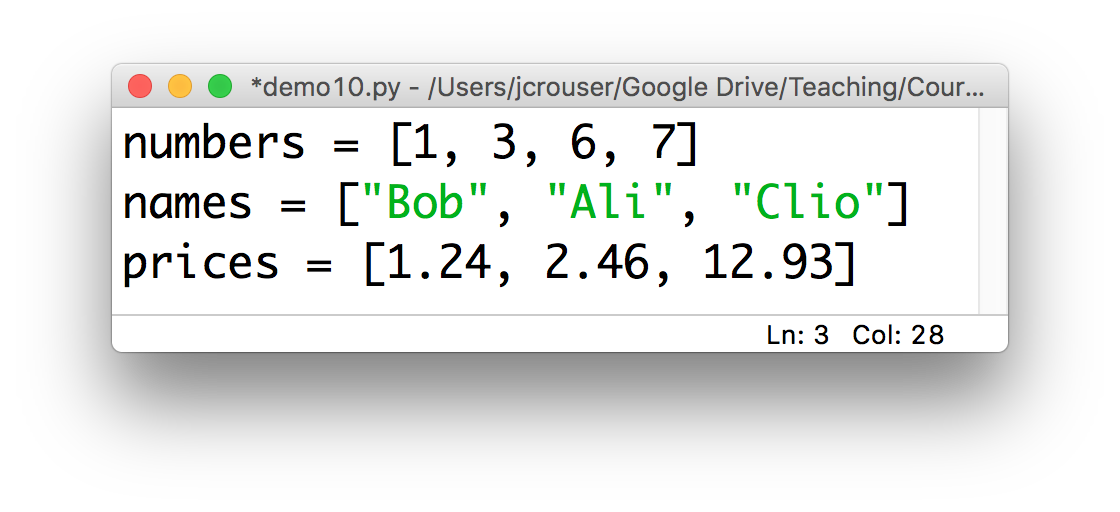 *demo10.py - /Users/jcrouser/Google Drive/Teaching/Cour...
numbers = [1, 3, 6, 7]
names = ["Bob", "Ali", "Clio"]
prices = [1.24, 2.46, 12.93]
Ln: 3 Col: 28